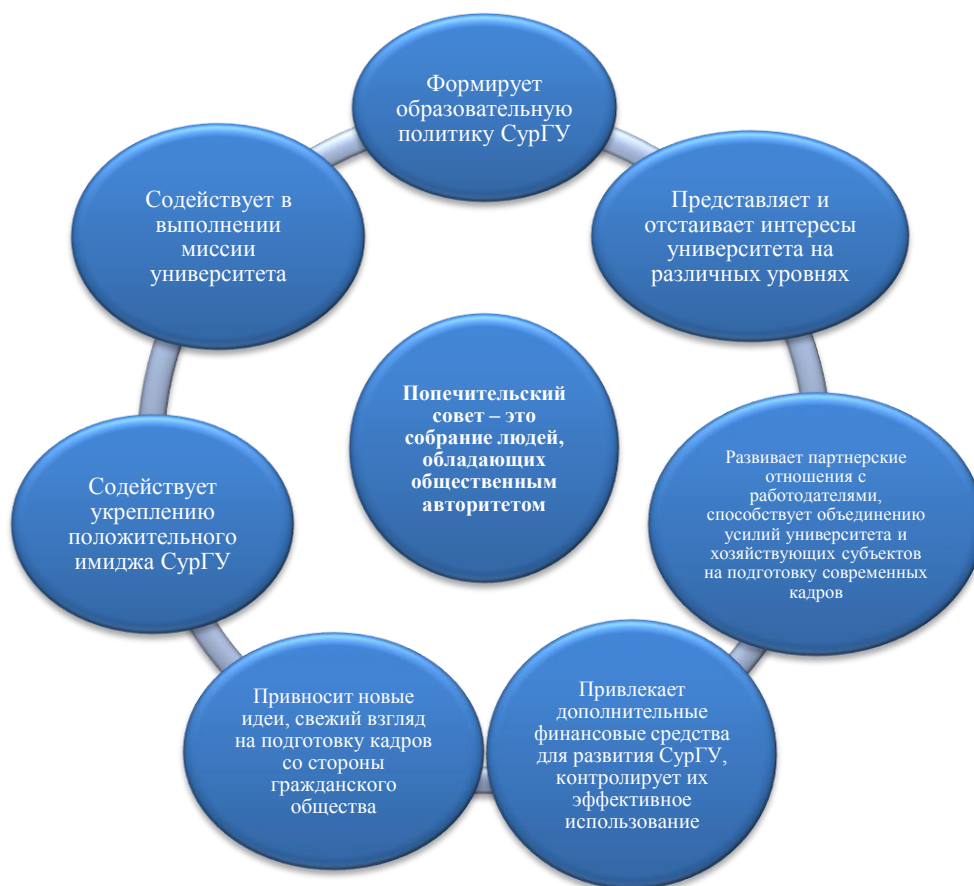 Формирует
образовательную
политику СурГУ
Представляет и
отстаивает интересы
университета на
различных уровнях
Развивает партнерские
отношения с
работодателями,
способствует объединению
усилий университета и
хозяйствующих субъектов
на подготовку современных
кадров
Привлекает
дополнительные
финансовые средства
для развития СурГУ,
контролирует их
эффективное
использование
Привносит новые
идеи, свежий взгляд
на подготовку кадров
со стороны
гражданского
общества
Содействует
укреплению
положительного
имиджа СурГУ
Содействует в
выполнении
миссии
университета
Попечительский
совет – это
собрание людей,
обладающих
общественным
авторитетом